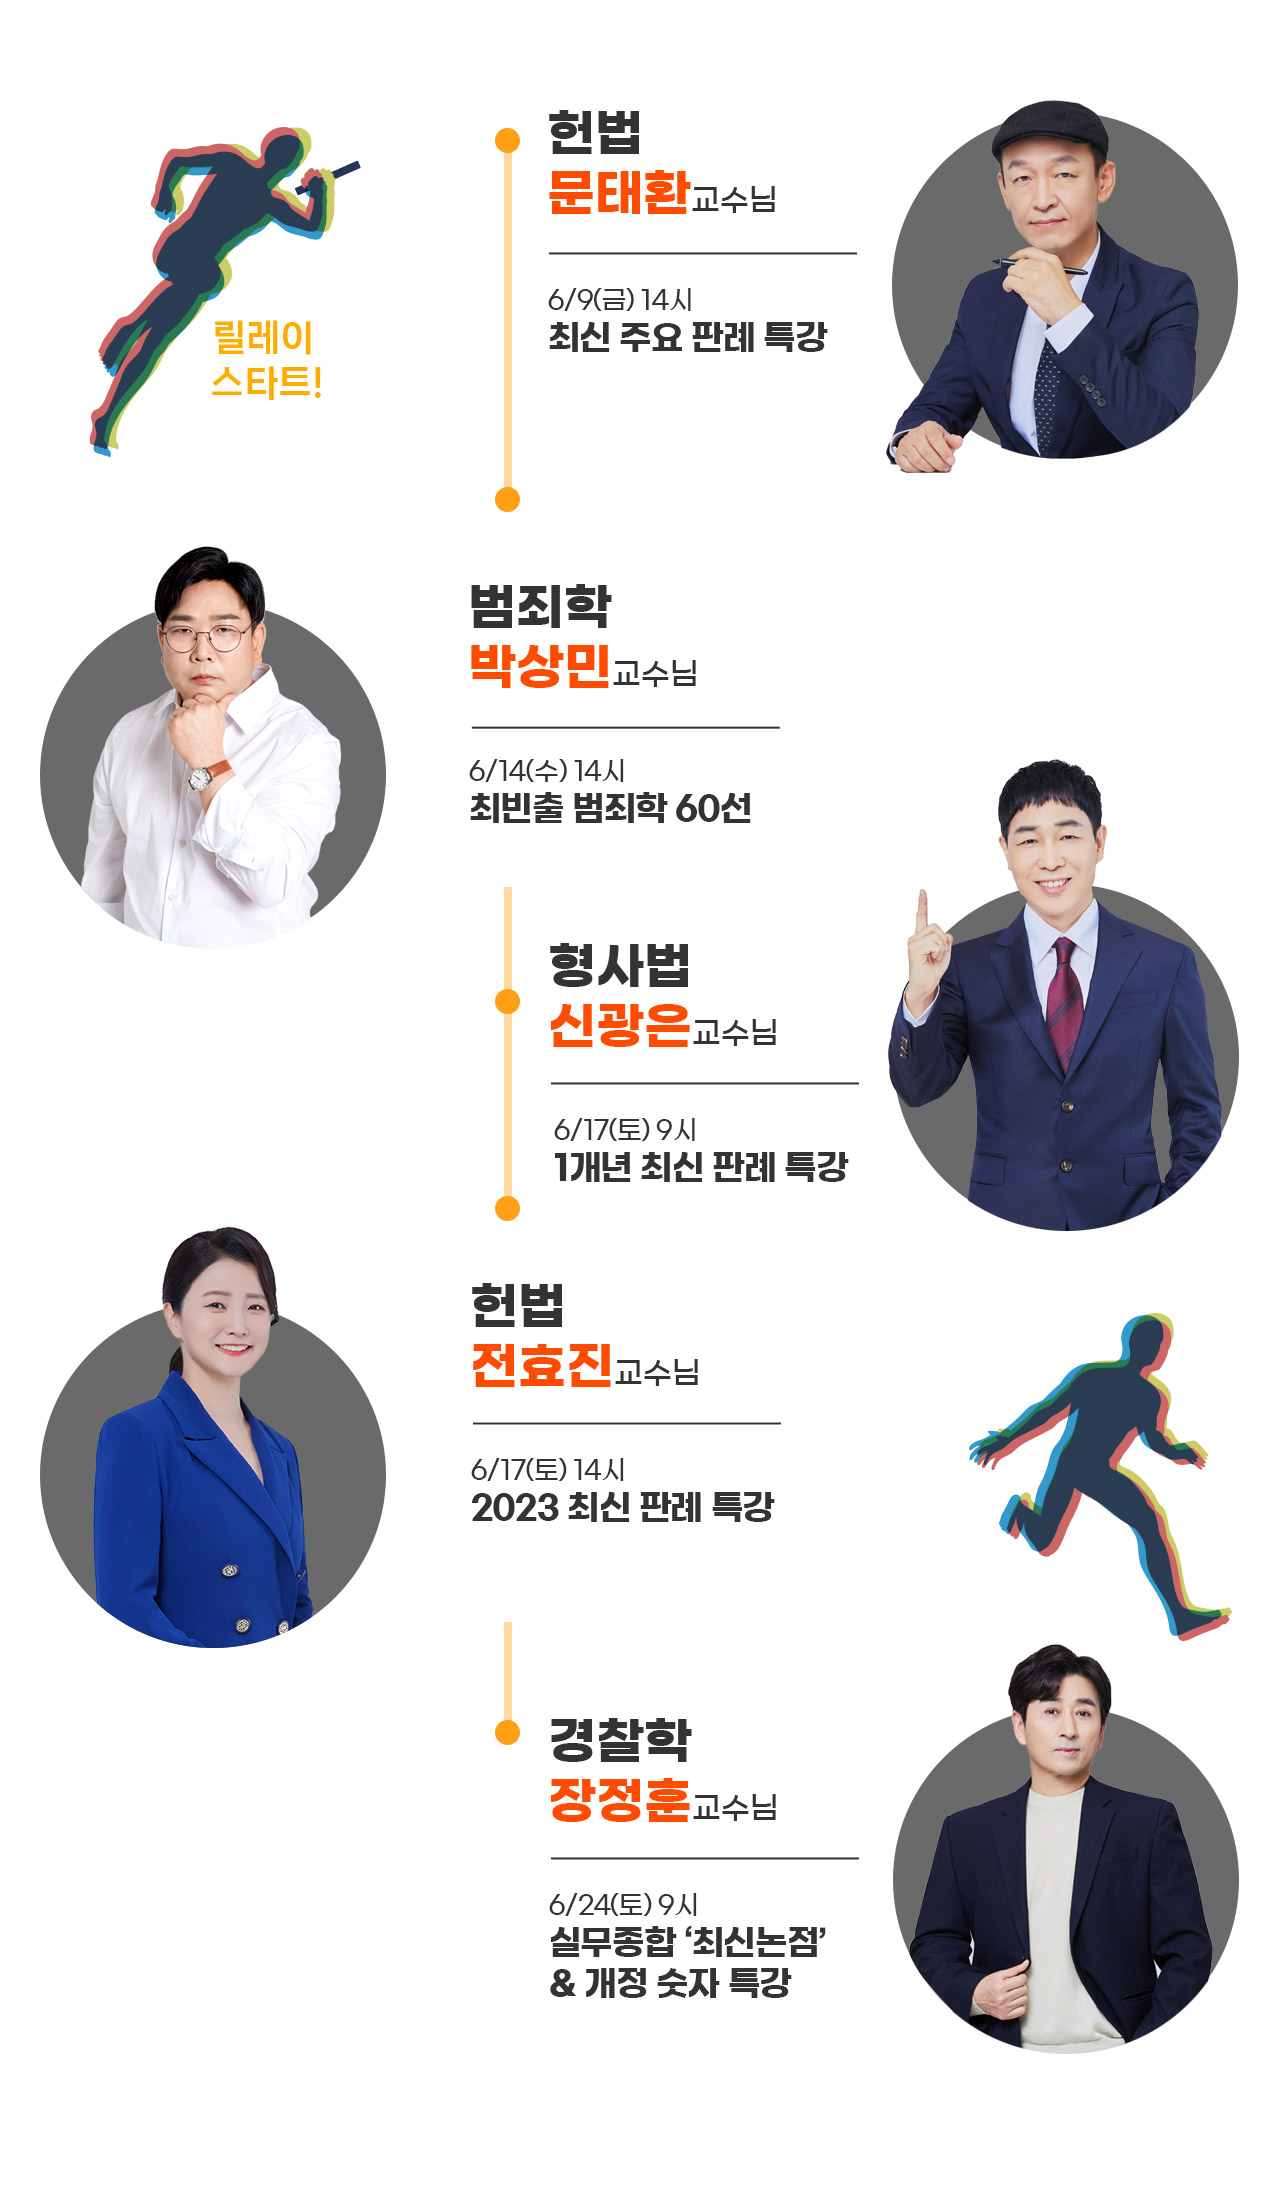 릴레이
스타트!
헌법
문태환교수님
6/9(금) 14시
최신 주요 판례 특강
범죄학
박상민교수님
6/14(수) 14시
최빈출 범죄학 60선
형사법
신광은교수님
6/17(토) 9시
1개년 최신 판례 특강
헌법
전효진교수님
6/17(토) 14시
2023 최신 판례 특강
경찰학
장정훈교수님
6/24(토) 9시
실무종합 ‘최신논점’
& 개정 숫자 특강